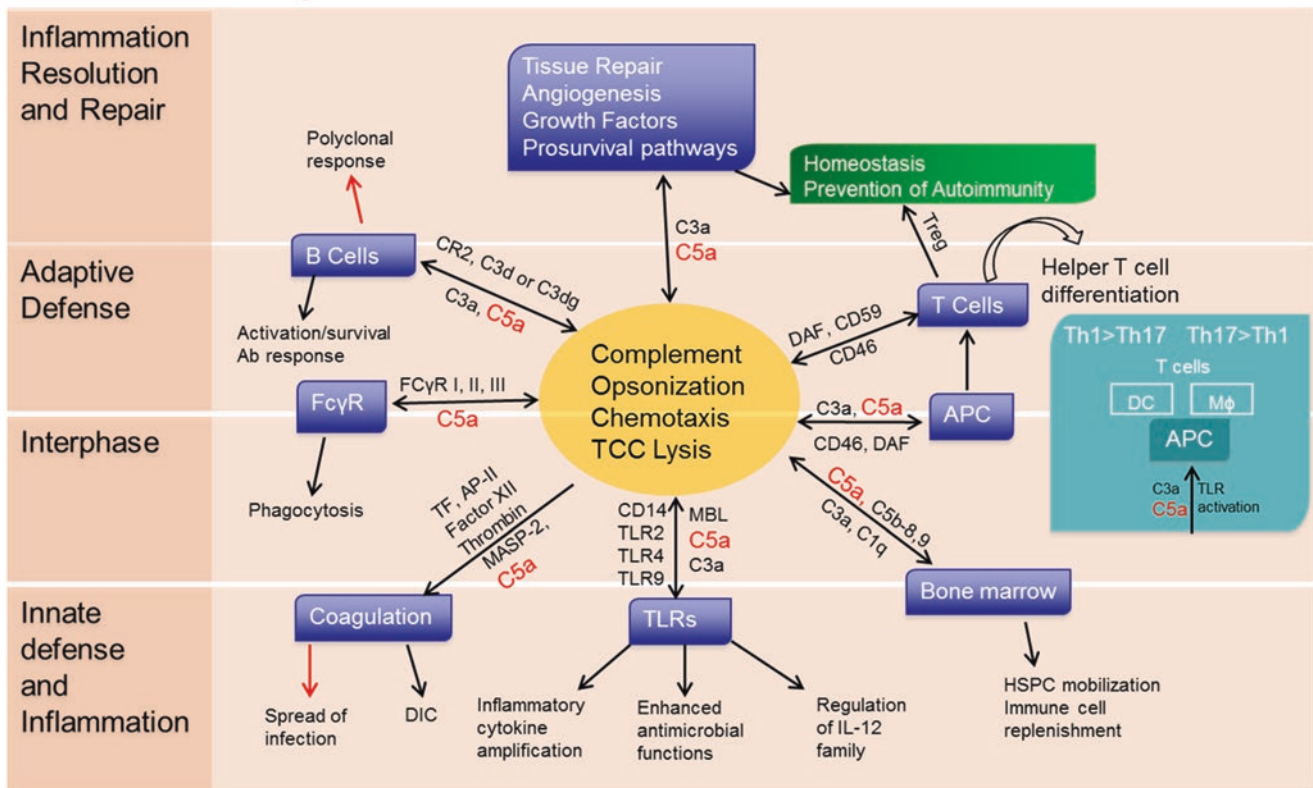 Inflammation
Resolution
and Repair
Adaptive
Defense
Interphase
Innate
defense
and
Inflammation
Tissue Repair
Angiogenesis
Growth Factors
Prosurvival pathways
Homeostasis
Prevention of Autoimmunity
Polyclonal
response
B Cells
Activation/survival
Ab response
CR2, C3d or C3dg
C3a, C5a
C3a
C5a
Treg
Helper T cell
differentiation
T Cells
DAF, CD59
CD46
Complement
Opsonization
Chemotaxis
TCC Lysis
FcγR
FCγR I, II, III
C5a
Phagocytosis
C3a, C5a
CD46, DAF
APC
Th1>Th17 Th17>Th1
T cells
DC
Mϕ
APC
C3a
C5a
TLR
activation
TF, AP-II
Factor XII
Thrombin
MASP-2,
C5a
CD14
TLR2
TLR4
TLR9
MBL
C5a
C3a
C5a, C5b-8,9
C3a, C1q
Coagulation
Spread of
infection
DIC
TLRs
Inflammatory
cytokine
amplification
Enhanced
antimicrobial
functions
Regulation
of IL-12
family
Bone marrow
HSPC mobilization
Immune cell
replenishment